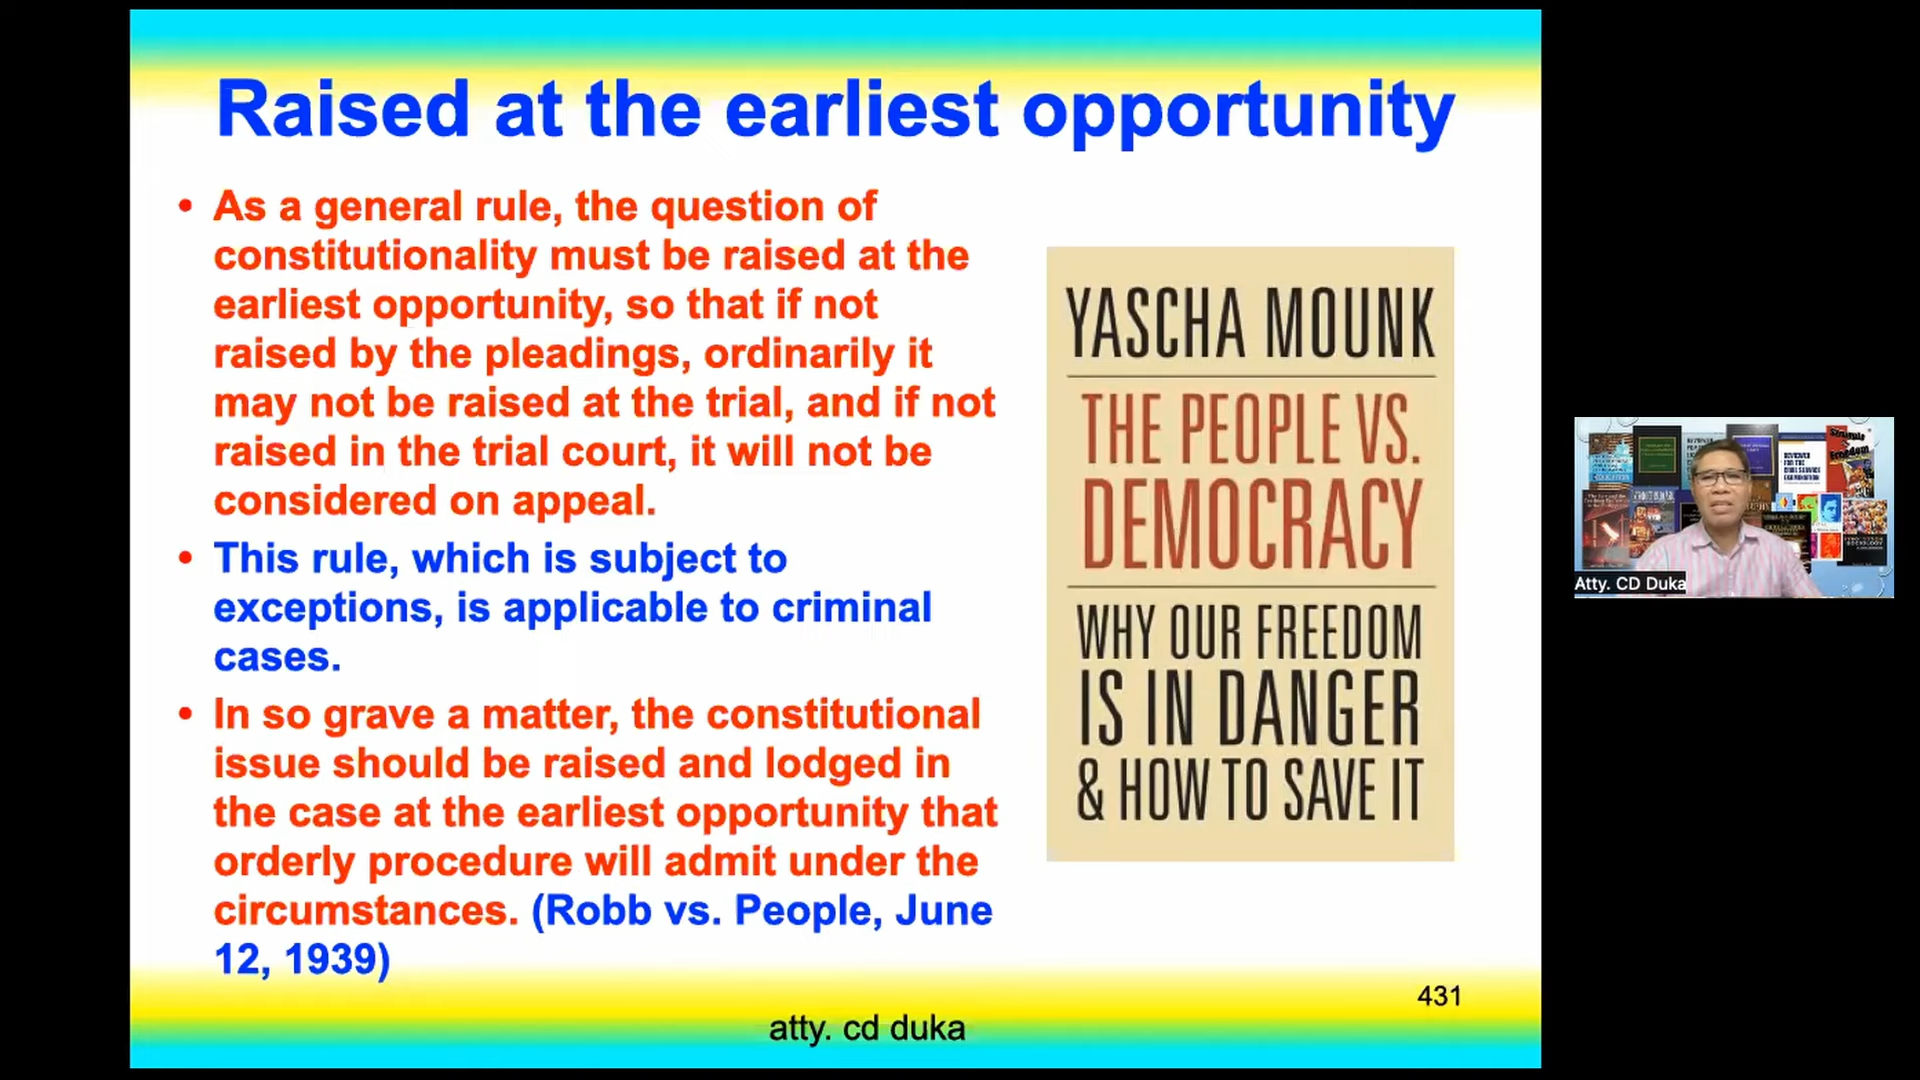 Raised at the earliest opportunity
• As a general rule, the question of
constitutionality must be raised at the
earliest opportunity, so that if not
raised by the pleadings, ordinarily it
may not be raised at the trial, and if not
raised in the trial court, it will not be
considered on appeal.
• This rule, which is subject to
exceptions, is applicable to criminal
cases.
• In so grave a matter, the constitutional
issue should be raised and lodged in
the case at the earliest opportunity that
orderly procedure will admit under the
circumstances. (Robb vs. People, June
12, 1939)
YASCHA MOUNK
THE PEOPLE VS.
DEMOCRACY
WHY OUR FREEDOM
IS IN DANGER
& HOW TO SAVE IT
431
atty. cd duka
Atty. CD Duka